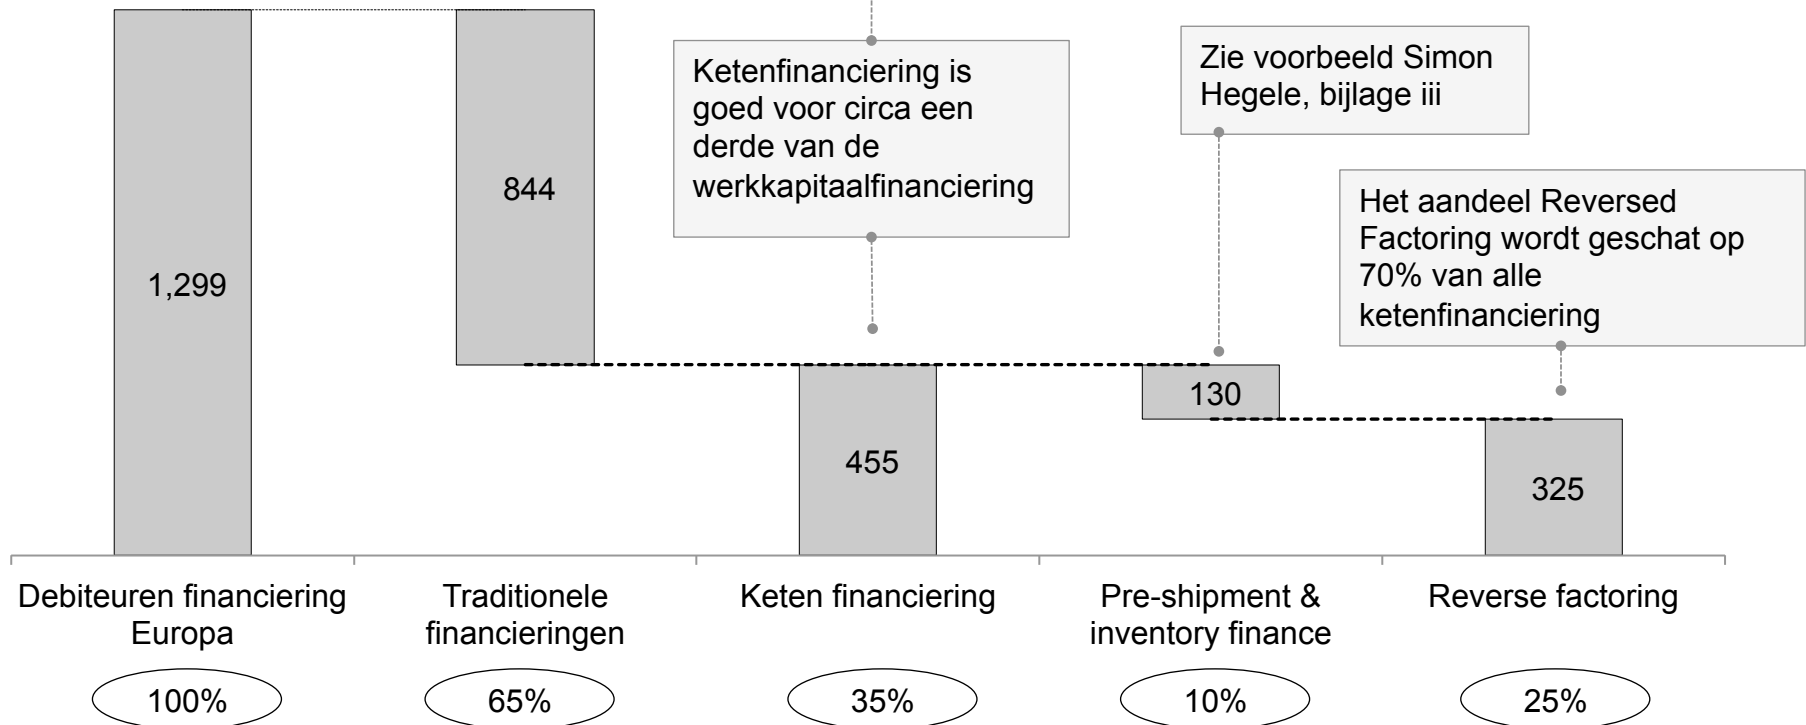 Ketenfinanciering is
goed voor circa een
derde van de
werkkapitaalfinanciering
Zie voorbeeld Simon
Hegele, bijlage iii
Het aandeel Reversed
Factoring wordt geschat op
70% van alle
ketenfinanciering
1,299
844
455
130
325
Debiteuren financiering
Europa
Traditionele
financieringen
Keten financiering
Pre-shipment &
inventory finance
Reverse factoring
100%
65%
35%
10%
25%